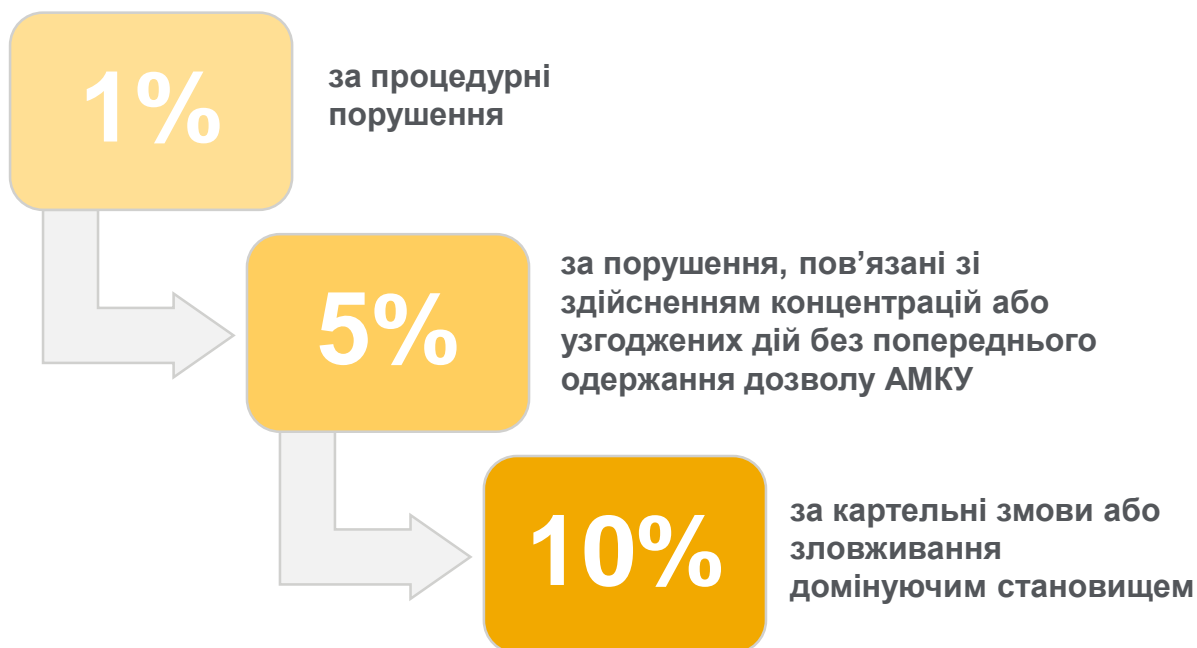 1%
за процедурні
порушення
5%
за порушення, пов’язані зі
здійсненням концентрацій або
узгоджених дій без попереднього
одержання дозволу АМКУ
10%
за картельні змови або
зловживання
домінуючим становищем